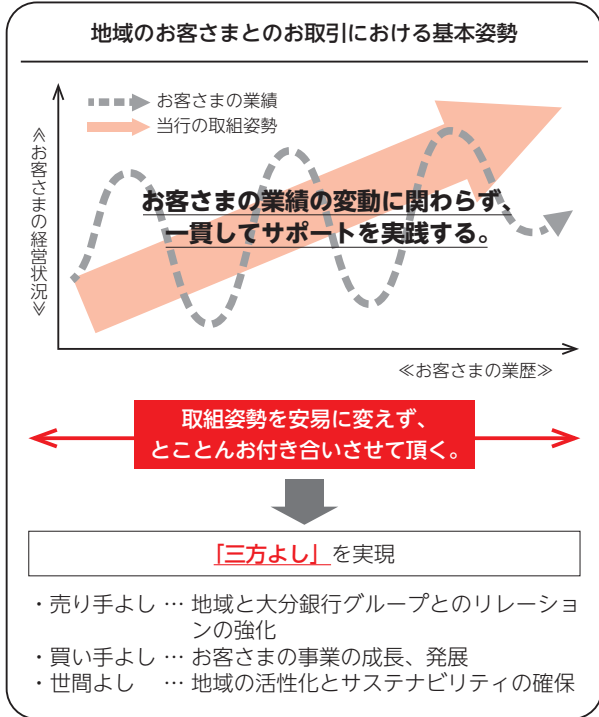 地域のお客さまとのお取引における基本姿勢
お客さまの業績
当行の取組姿勢
≪お客さまの経営状況≫
お客さまの業績の変動に関わらず、
一貫してサポートを実践する。
≪お客さまの業歴≫
取組姿勢を安易に変えず、
とことんお付き合いさせて頂く。
「三方よし」を実現
・売り手よし … 地域と大分銀行グループとのリレーショ
ンの強化
・買い手よし … お客さまの事業の成長、発展
・世間よし … 地域の活性化とサステナビリティの確保